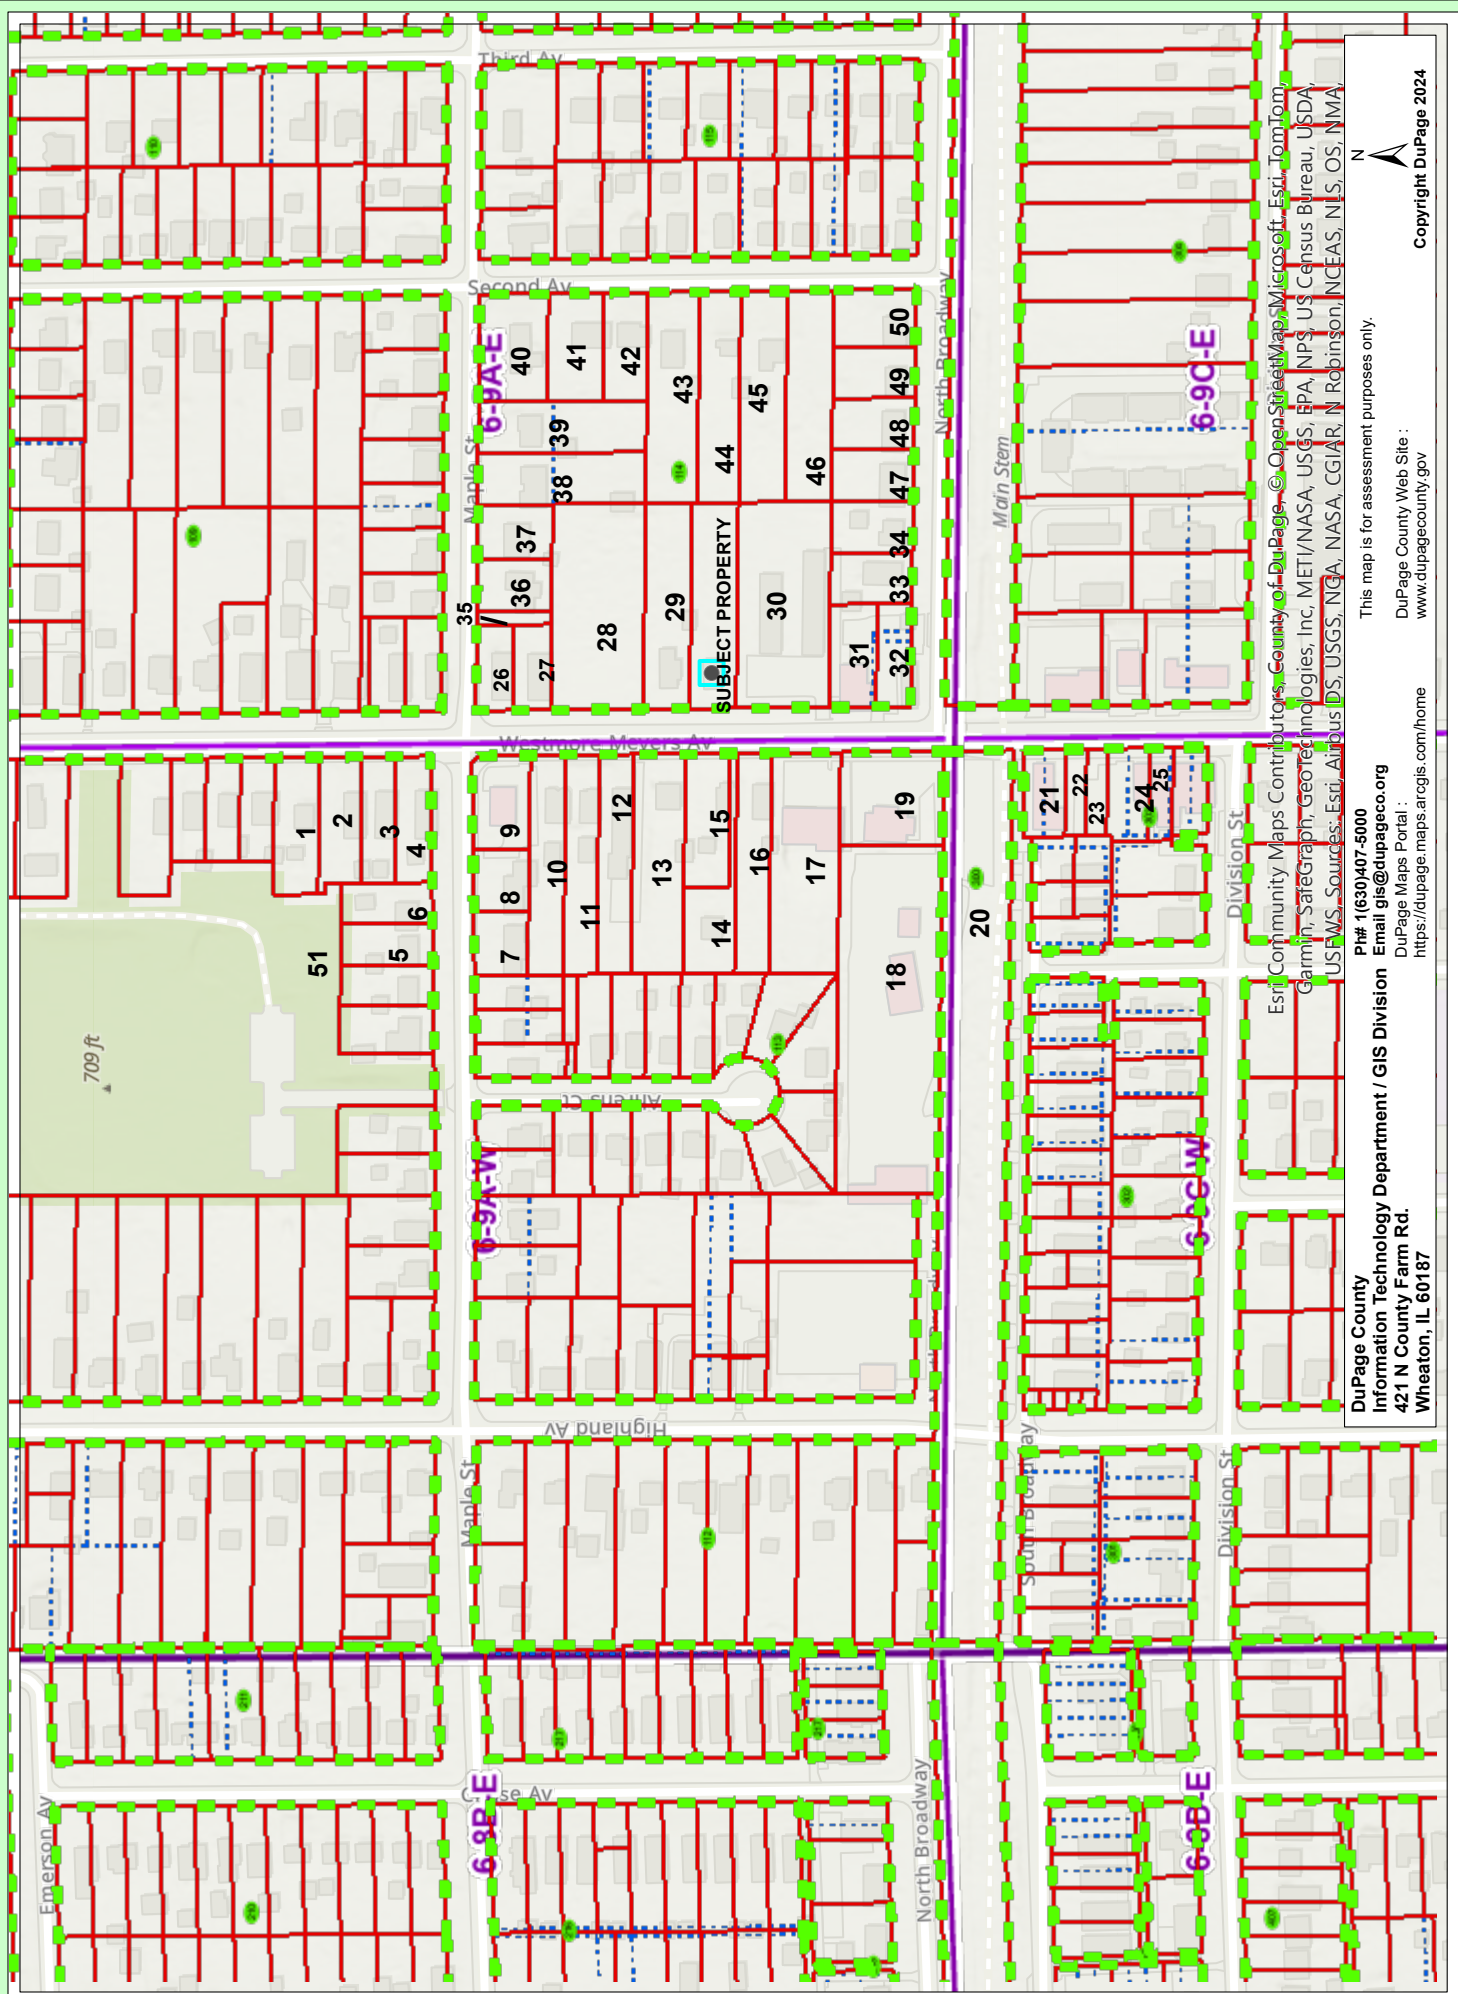 Third Av
Second Av
Maple St
6-9A-E
40
41
42
43
44
45
46
50
49
48
47
39
38
37
36
35
34
33
32
31
30
29
28
27
26
SUBJECT PROPERTY
114
115
North Broadway
Main Stem
6-9C-E
Westmore Meyers Av
1
2
3
4
5
6
51
709 ft
7
8
9
10
11
12
13
14
15
16
17
18
19
20
21
22
23
24
25
Division St
Ahrens Ct
6-9A-W
6-9C-W
Highland Av
Maple St
112
South Broadway
Division St
211
Emerson Av
6-8B-E
North Broadway
Esri Community Maps Contributors, County of DuPage, © OpenStreetMap, Microsoft, Esri, TomTom,
Garmin, SafeGraph, GeoTechnologies, Inc, METI/NASA, USGS, EPA, NPS, US Census Bureau, USDA,
USFWS, Sources: Esri, Airbus DS, USGS, NGA, NASA, CGIAR, N Robinson, NCEAS, NLS, OS, NMA,
DuPage County
Information Technology Department / GIS Division
421 N County Farm Rd.
Wheaton, IL 60187
Ph# 1(630)407-5000
Email gis@dupageco.org
DuPage Maps Portal :
https://dupage.maps.arcgis.com/home
This map is for assessment purposes only.
DuPage County Web Site :
www.dupagecounty.gov
N
Copyright DuPage 2024